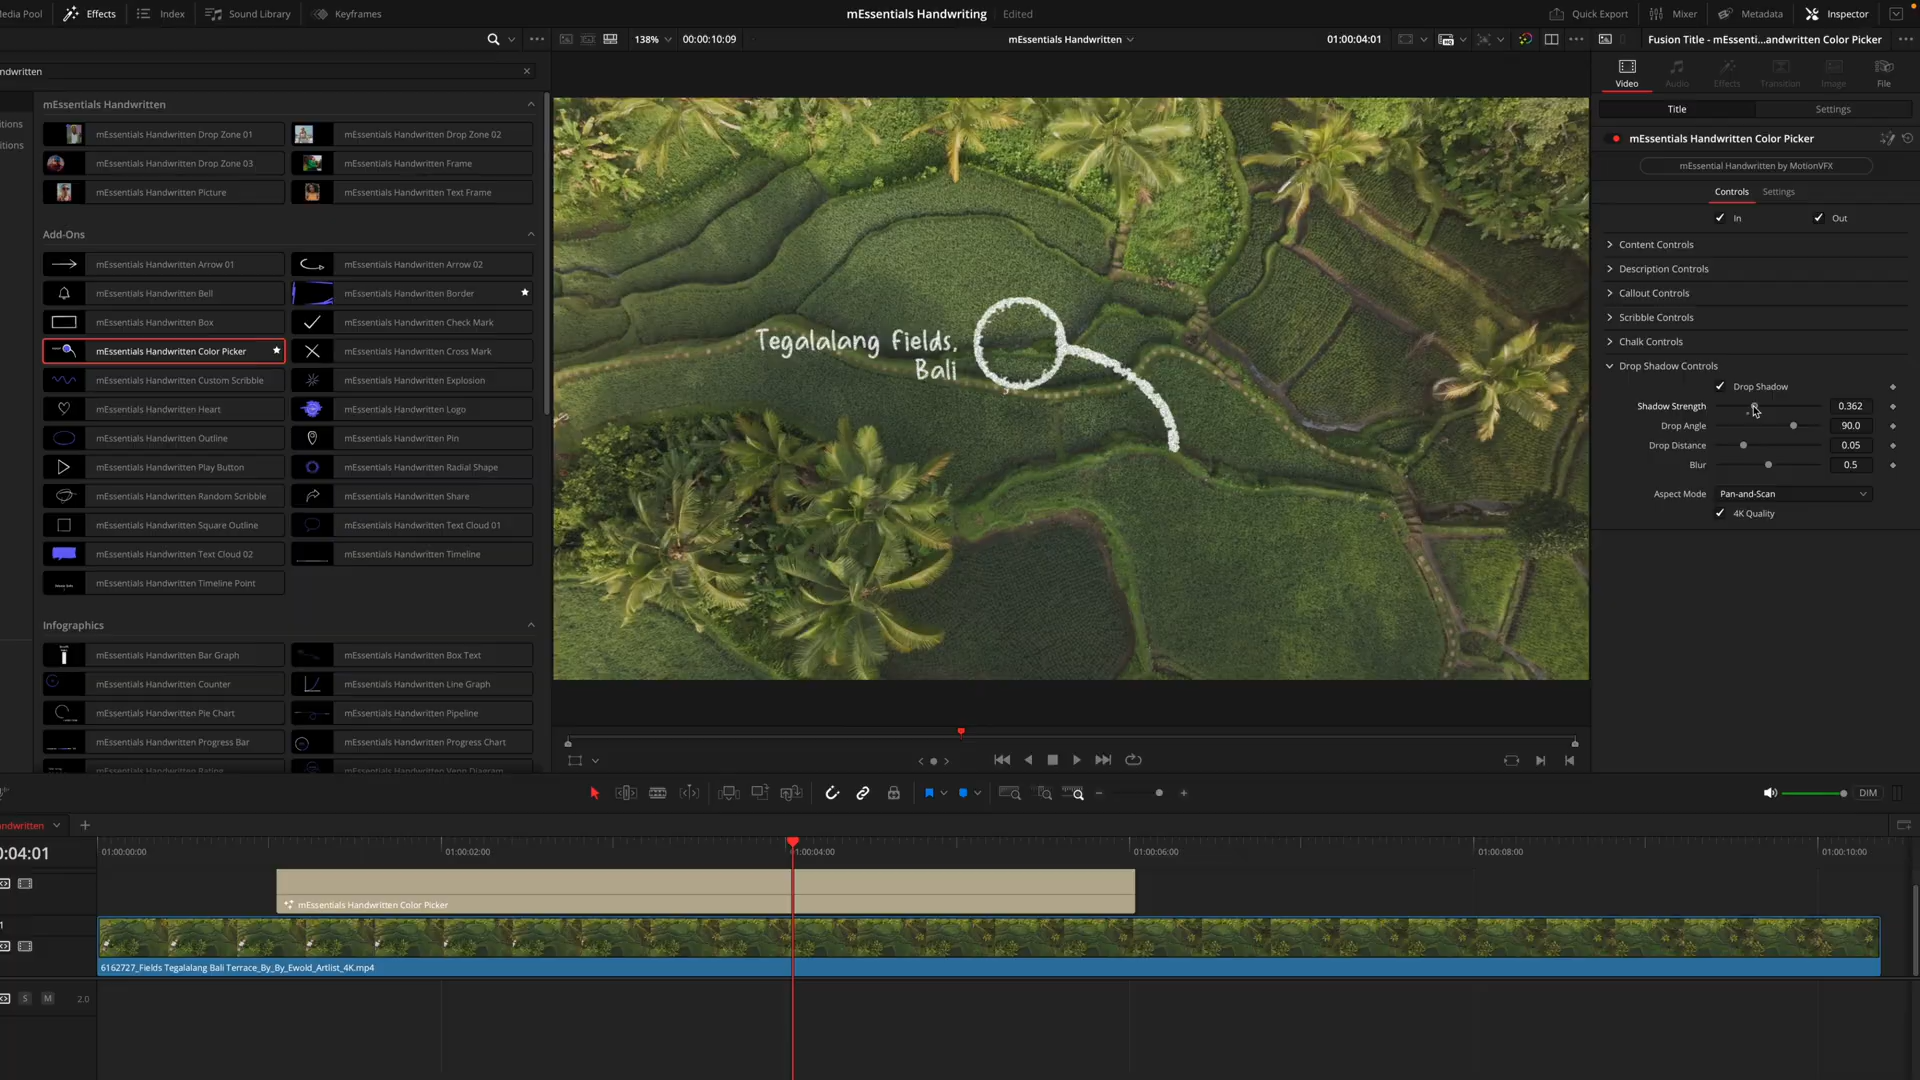 Media Pool
Effects
Index
Sound Library
Keyframes
mEssentials Handwriting
Edited
Quick Export
Mixer
Metadata
Inspector
138%
00:00:10:09
mEssentials Handwritten
01:00:04:01
Fusion Title - mEssenti...andwritten Color Picker
ndwritten
Video
Audio
Effects
Transition
Image
File
itions
itions
mEssentials Handwritten
mEssentials Handwritten Drop Zone 01
mEssentials Handwritten Drop Zone 02
mEssentials Handwritten Drop Zone 03
mEssentials Handwritten Frame
mEssentials Handwritten Picture
mEssentials Handwritten Text Frame
Add-Ons
mEssentials Handwritten Arrow 01
mEssentials Handwritten Arrow 02
mEssentials Handwritten Bell
mEssentials Handwritten Border
mEssentials Handwritten Box
mEssentials Handwritten Check Mark
mEssentials Handwritten Color Picker
mEssentials Handwritten Cross Mark
mEssentials Handwritten Custom Scribble
mEssentials Handwritten Explosion
mEssentials Handwritten Heart
mEssentials Handwritten Logo
mEssentials Handwritten Outline
mEssentials Handwritten Pin
mEssentials Handwritten Play Button
mEssentials Handwritten Radial Shape
mEssentials Handwritten Random Scribble
mEssentials Handwritten Share
mEssentials Handwritten Square Outline
mEssentials Handwritten Text Cloud 01
mEssentials Handwritten Text Cloud 02
mEssentials Handwritten Timeline
mEssentials Handwritten Timeline Point
Infographics
mEssentials Handwritten Bar Graph
mEssentials Handwritten Box Text
mEssentials Handwritten Counter
mEssentials Handwritten Line Graph
mEssentials Handwritten Pie Chart
mEssentials Handwritten Pipeline
mEssentials Handwritten Progress Bar
mEssentials Handwritten Progress Chart
mEssentials Handwritten Rating
mEssentials Handwritten Venn Diagram
Tegalalang fields,
Bali
Title
Settings
mEssentials Handwritten Color Picker
mEssential Handwritten by MotionVFX
Controls
Settings
In
Out
Content Controls
Description Controls
Callout Controls
Scribble Controls
Chalk Controls
Drop Shadow Controls
Drop Shadow
Shadow Strength
0.362
Drop Angle
90.0
Drop Distance
0.05
Blur
0.5
Aspect Mode
Pan-and-Scan
4K Quality
DIM
ndwritten
0:04:01
01:00:00:00
01:00:02:00
01:00:04:00
01:00:06:00
01:00:08:00
01:00:10:00
mEssentials Handwritten Color Picker
1
6162727_Fields Tegalalang Bali Terrace_By_By_Ewold_Artlist_4K.mp4
S
M
2.0